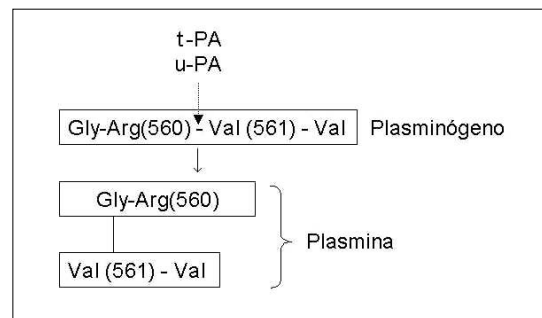 t-PA
u-PA
Gly-Arg(560) - Val (561) - Val Plasminógeno
Gly-Arg(560)
Plasmina
Val (561) - Val